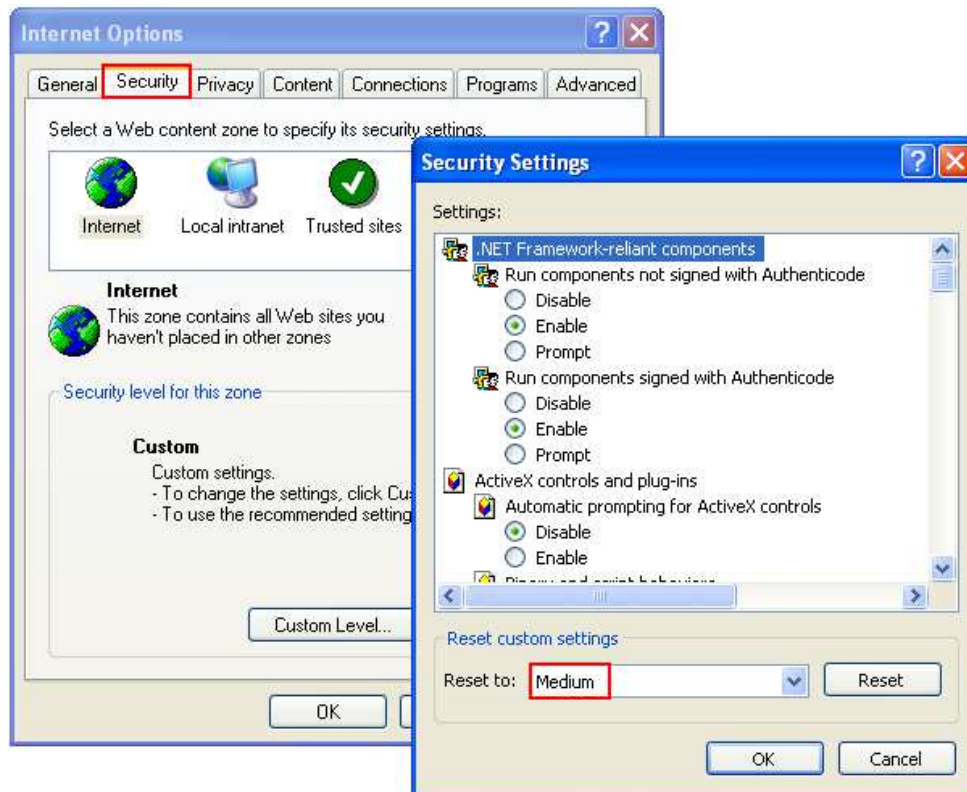 Internet Options
General Security Privacy Content Connections Programs Advanced
Select a Web content zone to specify its security settings.
Internet Local intranet Trusted sites
Internet
This zone contains all Web sites you
haven't placed in other zones
Security level for this zone
Custom
Custom settings.
- To change the settings, click
- To use the recommended
Custom Level...
OK
Security Settings
Settings:
.NET Framework-reliant components
Run components not signed with Authenticode
Disable
Enable
Prompt
Run components signed with Authenticode
Disable
Enable
Prompt
ActiveX controls and plug-ins
Automatic prompting for ActiveX controls
Disable
Enable
Binary and script behaviors
Reset custom settings
Reset to: Medium Reset
OK Cancel